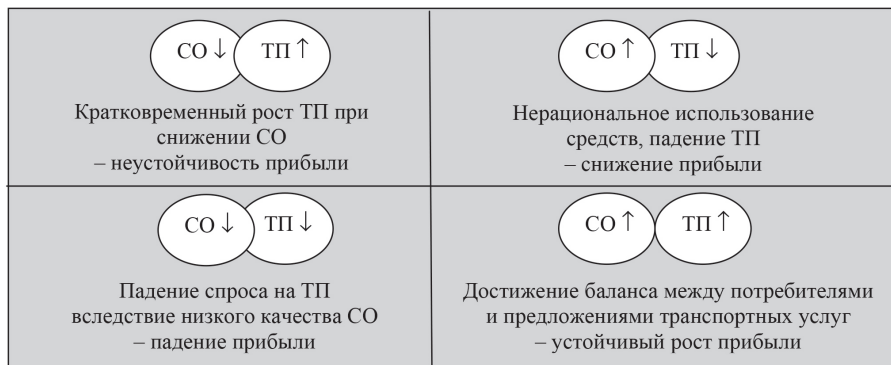 СО ↓ ТП ↑
Кратковременный рост ТП при
снижении СО
– неустойчивость прибыли
СО ↑ ТП ↓
Нерациональное использование
средств, падение ТП
– снижение прибыли
СО ↓ ТП ↓
Падение спроса на ТП
вследствие низкого качества СО
– падение прибыли
СО ↑ ТП ↑
Достижение баланса между потребителями
и предложениями транспортных услуг
– устойчивый рост прибыли